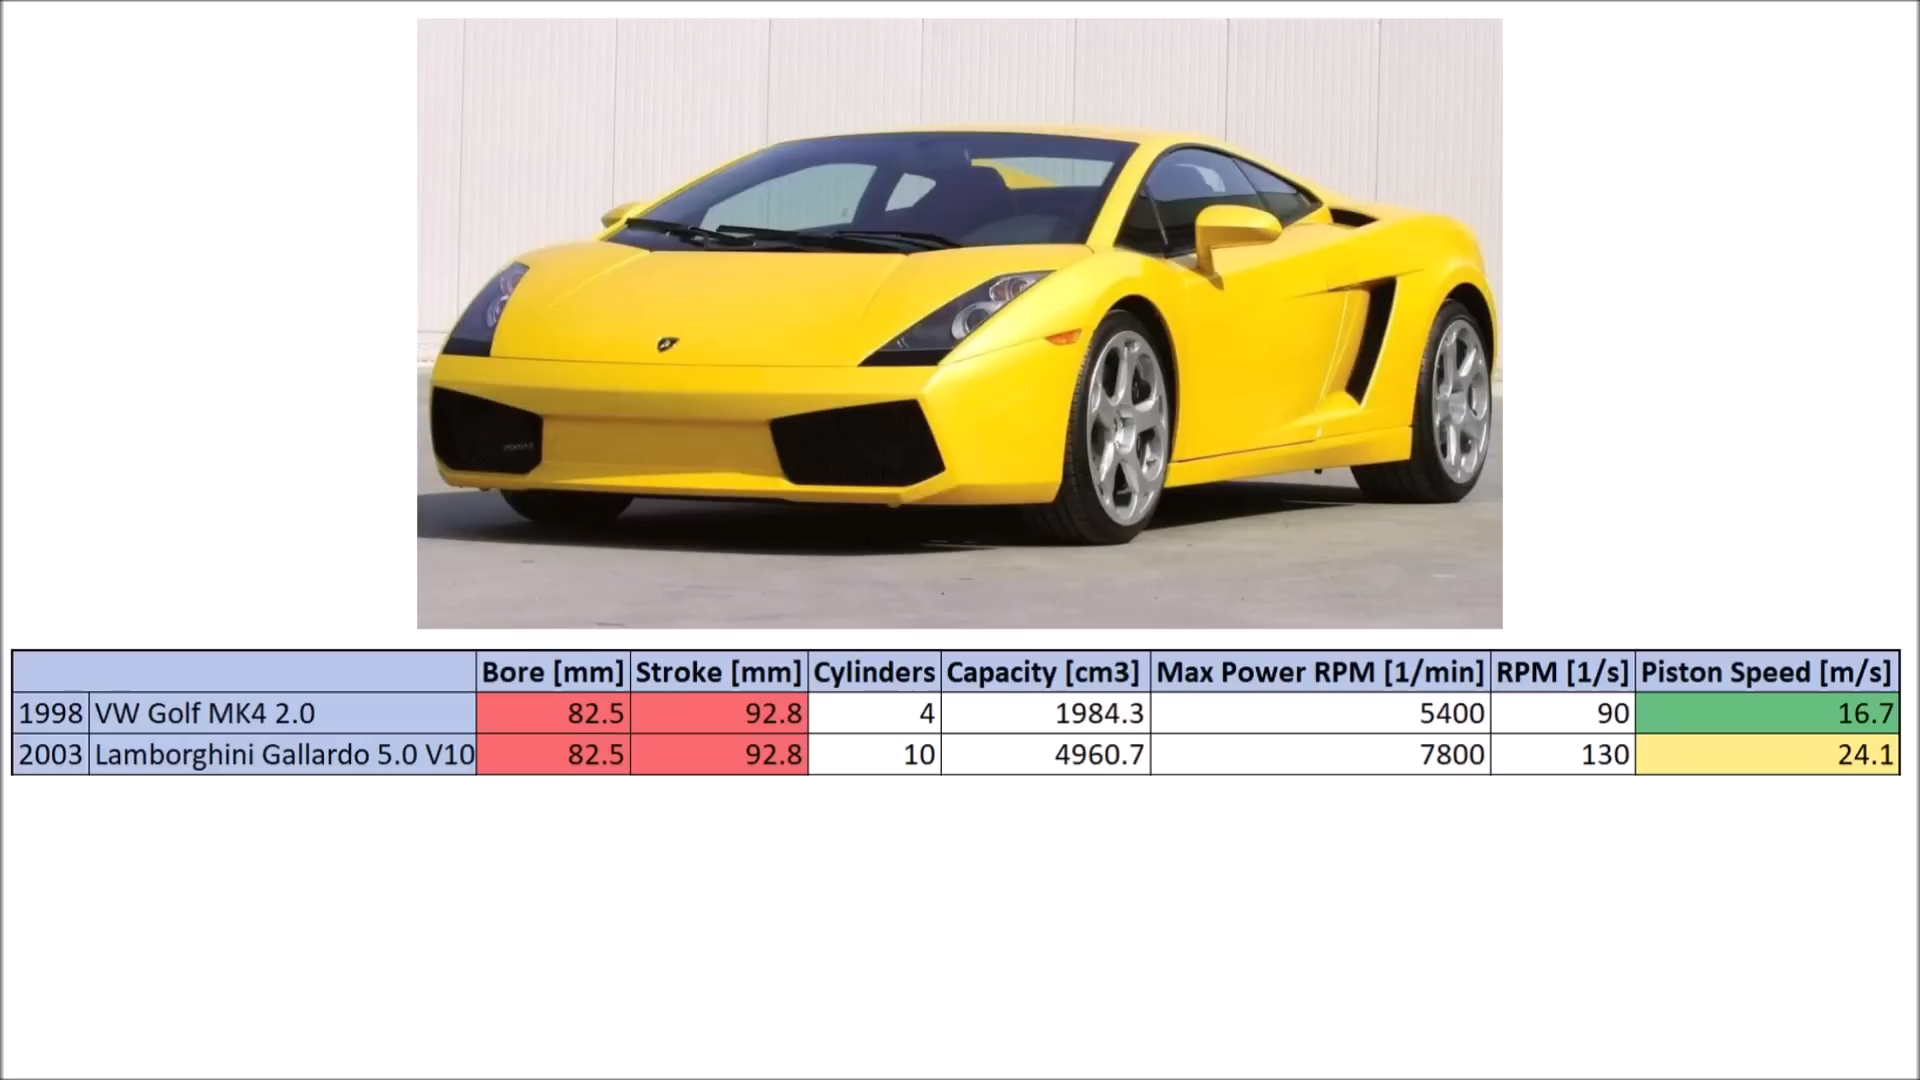 Bore [mm] Stroke [mm] Cylinders Capacity [cm3] Max Power RPM [1/min] RPM [1/s] Piston Speed [m/s]
1998 VW Golf MK4 2.0 82.5 92.8 4 1984.3 5400 90 16.7
2003 Lamborghini Gallardo 5.0 V10 82.5 92.8 10 4960.7 7800 130 24.1